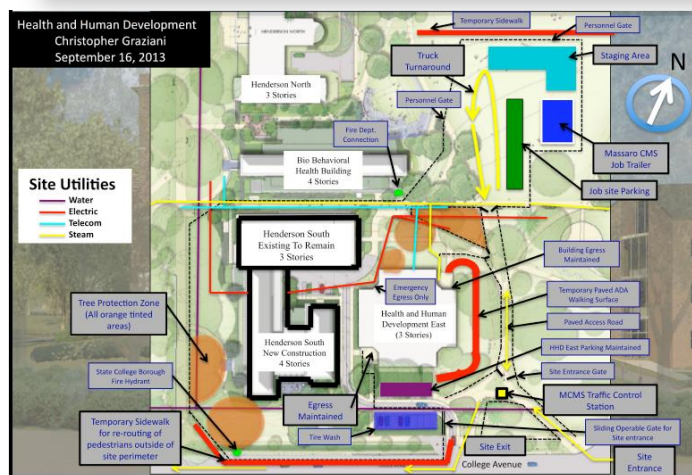 Health and Human Development
Christopher Graziani
September 16, 2013
HENDERSON NORTH
Henderson North
3 Stories
Temporary Sidewalk
Personnel Gate
Truck
Turnaround
Staging Area
Personnel Gate
N
Fire Dept.
Connection
Massaro CMS
Job Trailer
Bio Behavioral
Health Building
4 Stories
Job site Parking
Site Utilities
Water
Electric
Telecom
Steam
Henderson South
Existing To Remain
3 Stories
Building Egress
Maintained
Emergency
Egress Only
Temporary Paved ADA
Walking Surface
Tree Protection Zone
(All orange tinted
areas)
Health and Human
Development East
(3 Stories)
Paved Access Road
Henderson South
New Construction
4 Stories
HHD East Parking Maintained
State College Borough
Fire Hydrant
Site Entrance Gate
Egress
Maintained
MCMS Traffic Control
Station
Temporary Sidewalk
for re-routing of
pedestrians outside of
site perimeter
Tire Wash
Sliding Operable Gate for
Site entrance
Site Exit
College Avenue
Site
Entrance